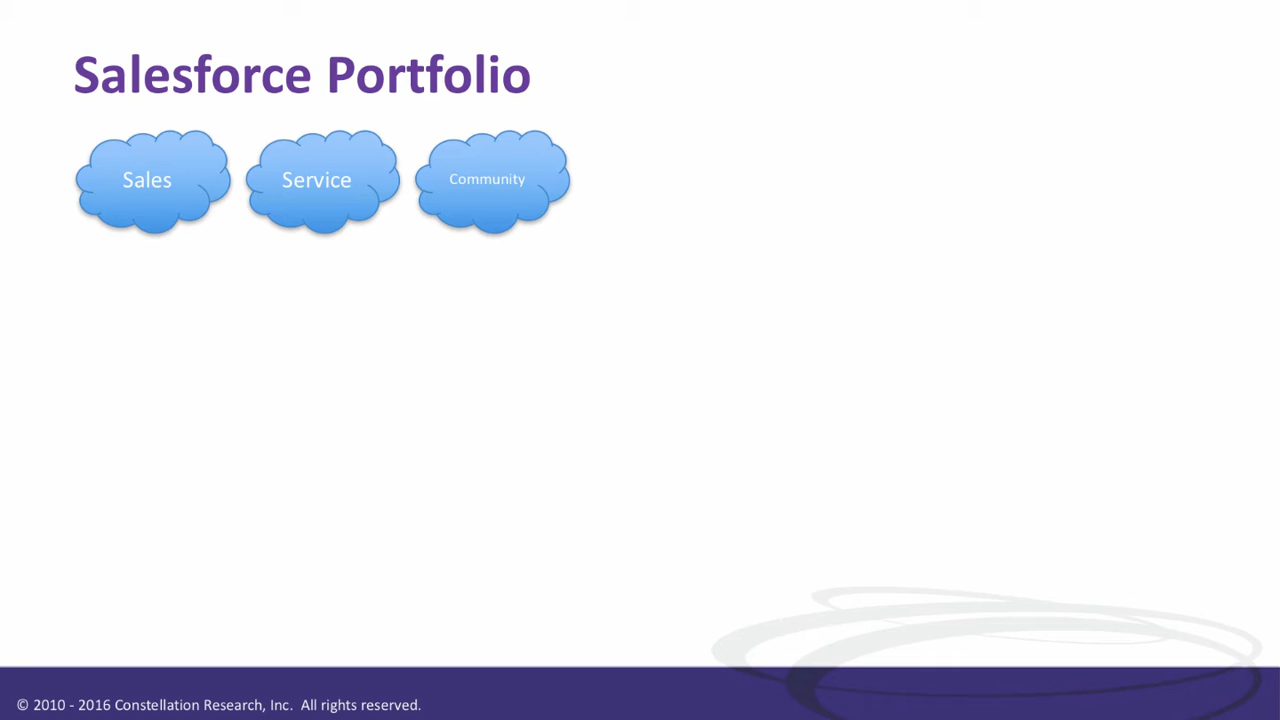 Salesforce Portfolio
Sales
Service
Community
© 2010 - 2016 Constellation Research, Inc.  All rights reserved.